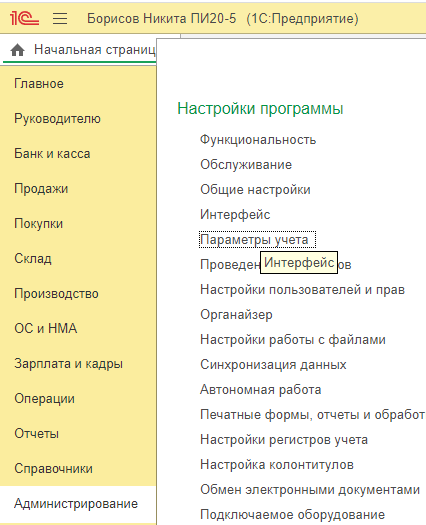 1С Борисов Никита ПИ20-5 (1С:Предприятие)
Начальная страниц
Главное
Руководителю
Банк и касса
Продажи
Покупки
Склад
Производство
ОС и НМА
Зарплата и кадры
Операции
Отчеты
Справочники
Администрирование
Настройки программы
Функциональность
Обслуживание
Общие настройки
Интерфейс
Параметры учета
Проведен
Интерфейс
ов
Настройки пользователей и прав
Органайзер
Настройки работы с файлами
Синхронизация данных
Автономная работа
Печатные формы, отчеты и обработ
Настройки регистров учета
Настройка колонтитулов
Обмен электронными документами
Подключаемое оборудование